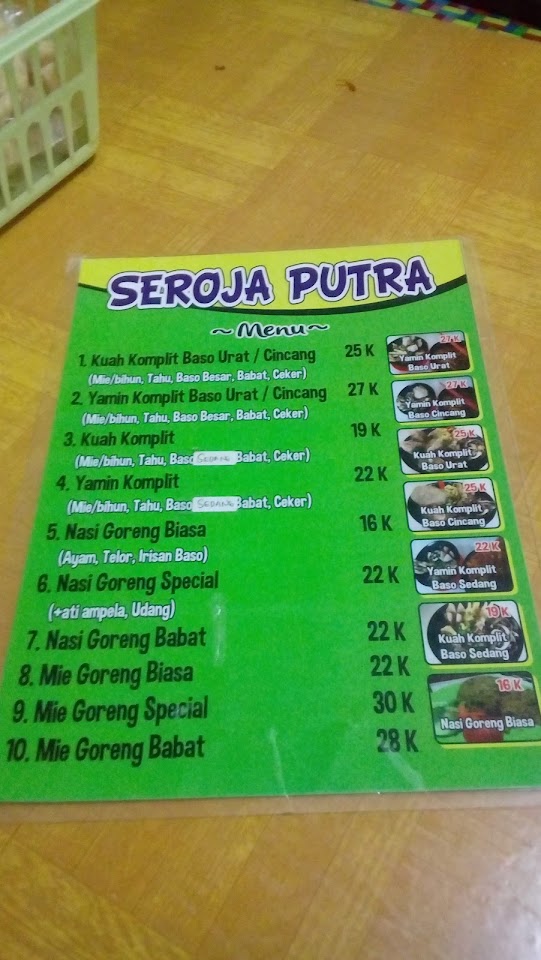 SEROJA PUTRA
~ Menu ~
1. Kuah Komplit Baso Urat / Cincang 25 K
(Mie/bihun, Tahu, Baso Besar, Babat, Ceker)
2. Yamin Komplit Baso Urat / Cincang 27 K
(Mie/bihun, Tahu, Baso Besar, Babat, Ceker)
3. Kuah Komplit 19 K
(Mie/bihun, Tahu, Baso SEDANG Babat, Ceker)
4. Yamin Komplit 22 K
(Mie/bihun, Tahu, Baso SEDANG Babat, Ceker)
5. Nasi Goreng Biasa 16 K
(Ayam, Telor, Irisan Baso)
6. Nasi Goreng Special 22 K
(+ati ampela, Udang)
7. Nasi Goreng Babat 22 K
8. Mie Goreng Biasa 22 K
9. Mie Goreng Special 30 K
10. Mie Goreng Babat 28 K
27 K
Yamin Komplit
Baso Urat
27 K
Yamin Komplit
Baso Cincang
25 K
Kuah Komplit
Baso Urat
25 K
Kuah Komplit
Baso Cincang
22 K
Yamin Komplit
Baso Sedang
19 K
Kuah Komplit
Baso Sedang
16 K
Nasi Goreng Biasa